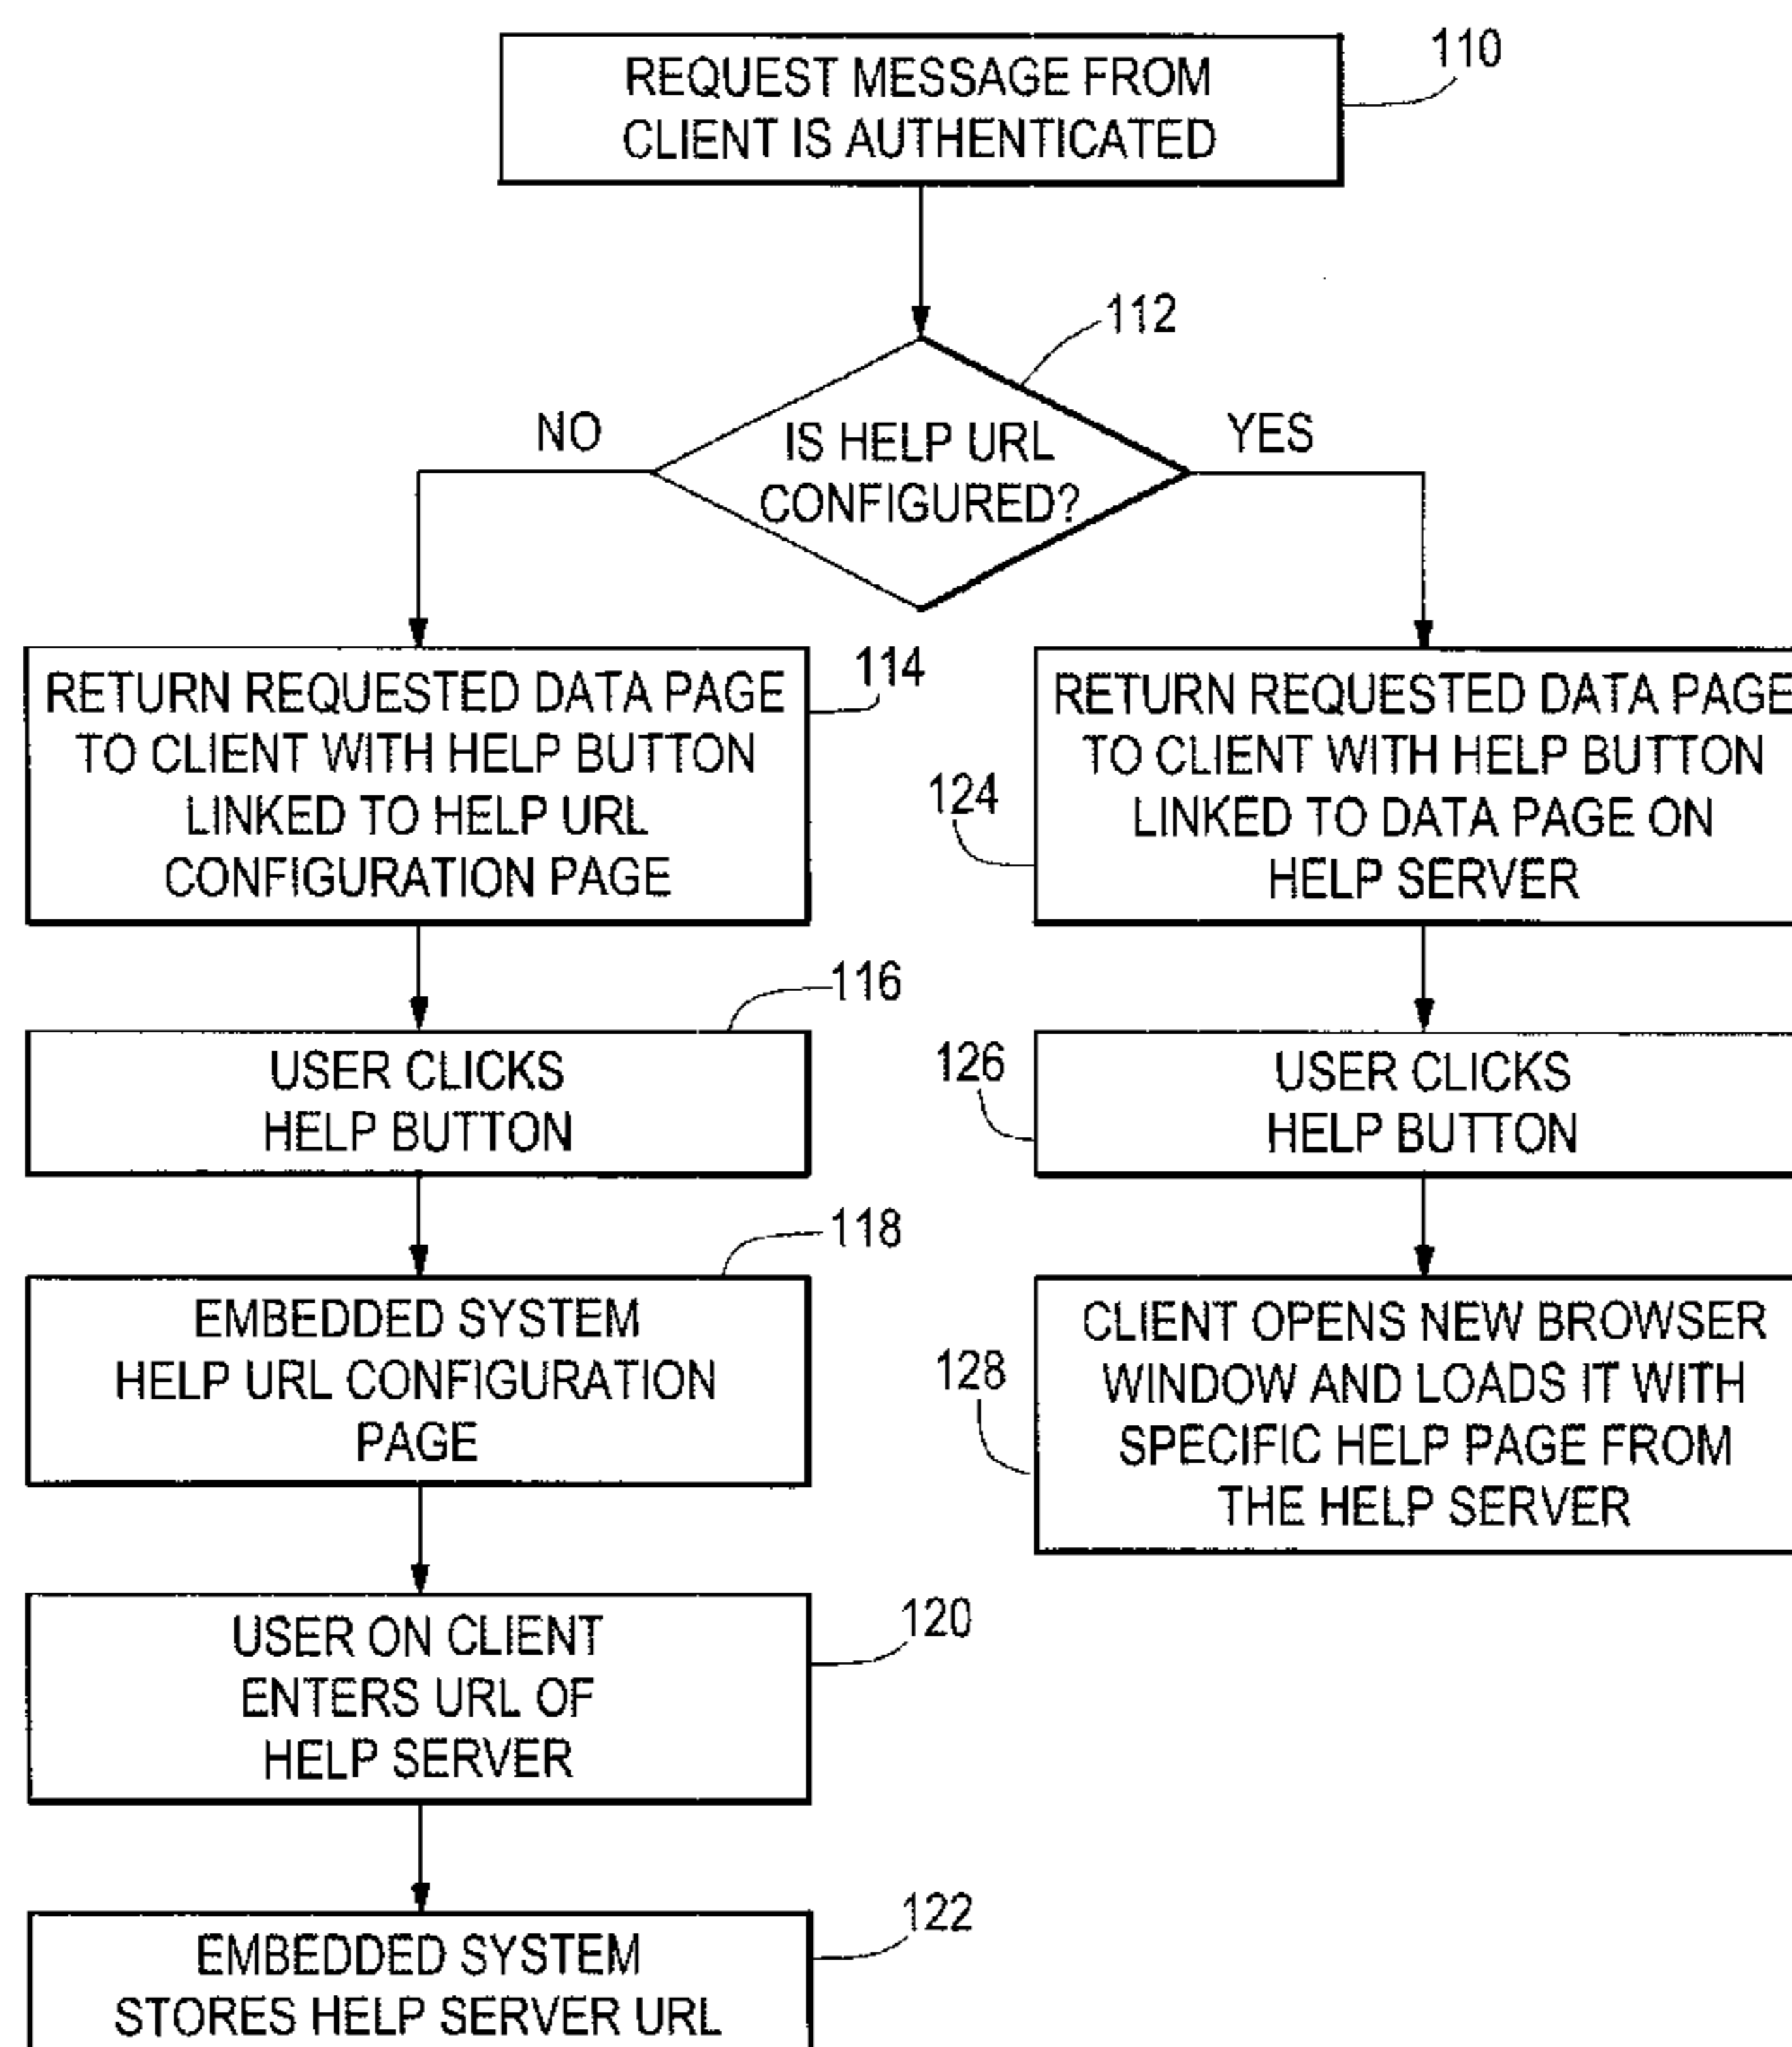 REQUEST MESSAGE FROM
CLIENT IS AUTHENTICATED
110
112
IS HELP URL
CONFIGURED?
NO
YES
RETURN REQUESTED DATA PAGE
TO CLIENT WITH HELP BUTTON
LINKED TO HELP URL
CONFIGURATION PAGE
114
116
USER CLICKS
HELP BUTTON
118
EMBEDDED SYSTEM
HELP URL CONFIGURATION
PAGE
120
USER ON CLIENT
ENTERS URL OF
HELP SERVER
122
EMBEDDED SYSTEM
STORES HELP SERVER URL
124
RETURN REQUESTED DATA PAGE
TO CLIENT WITH HELP BUTTON
LINKED TO DATA PAGE ON
HELP SERVER
126
USER CLICKS
HELP BUTTON
128
CLIENT OPENS NEW BROWSER
WINDOW AND LOADS IT WITH
SPECIFIC HELP PAGE FROM
THE HELP SERVER